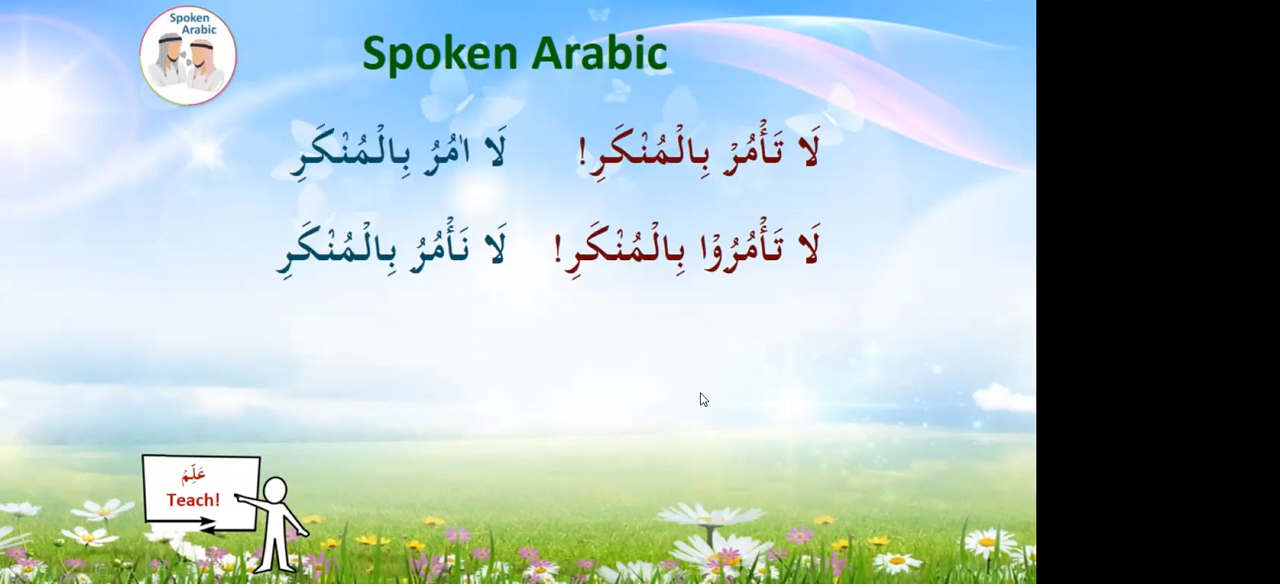 Spoken
Arabic
Spoken Arabic
لَا تَأْمُرْ بِالْمُنْكَرِ! لَا اٰمُرُ بِالْمُنْكَرِ
لَا تَأْمُرُوْا بِالْمُنْكَرِ! لَا نَأْمُرُ بِالْمُنْكَرِ
عَلِّمْ
Teach!